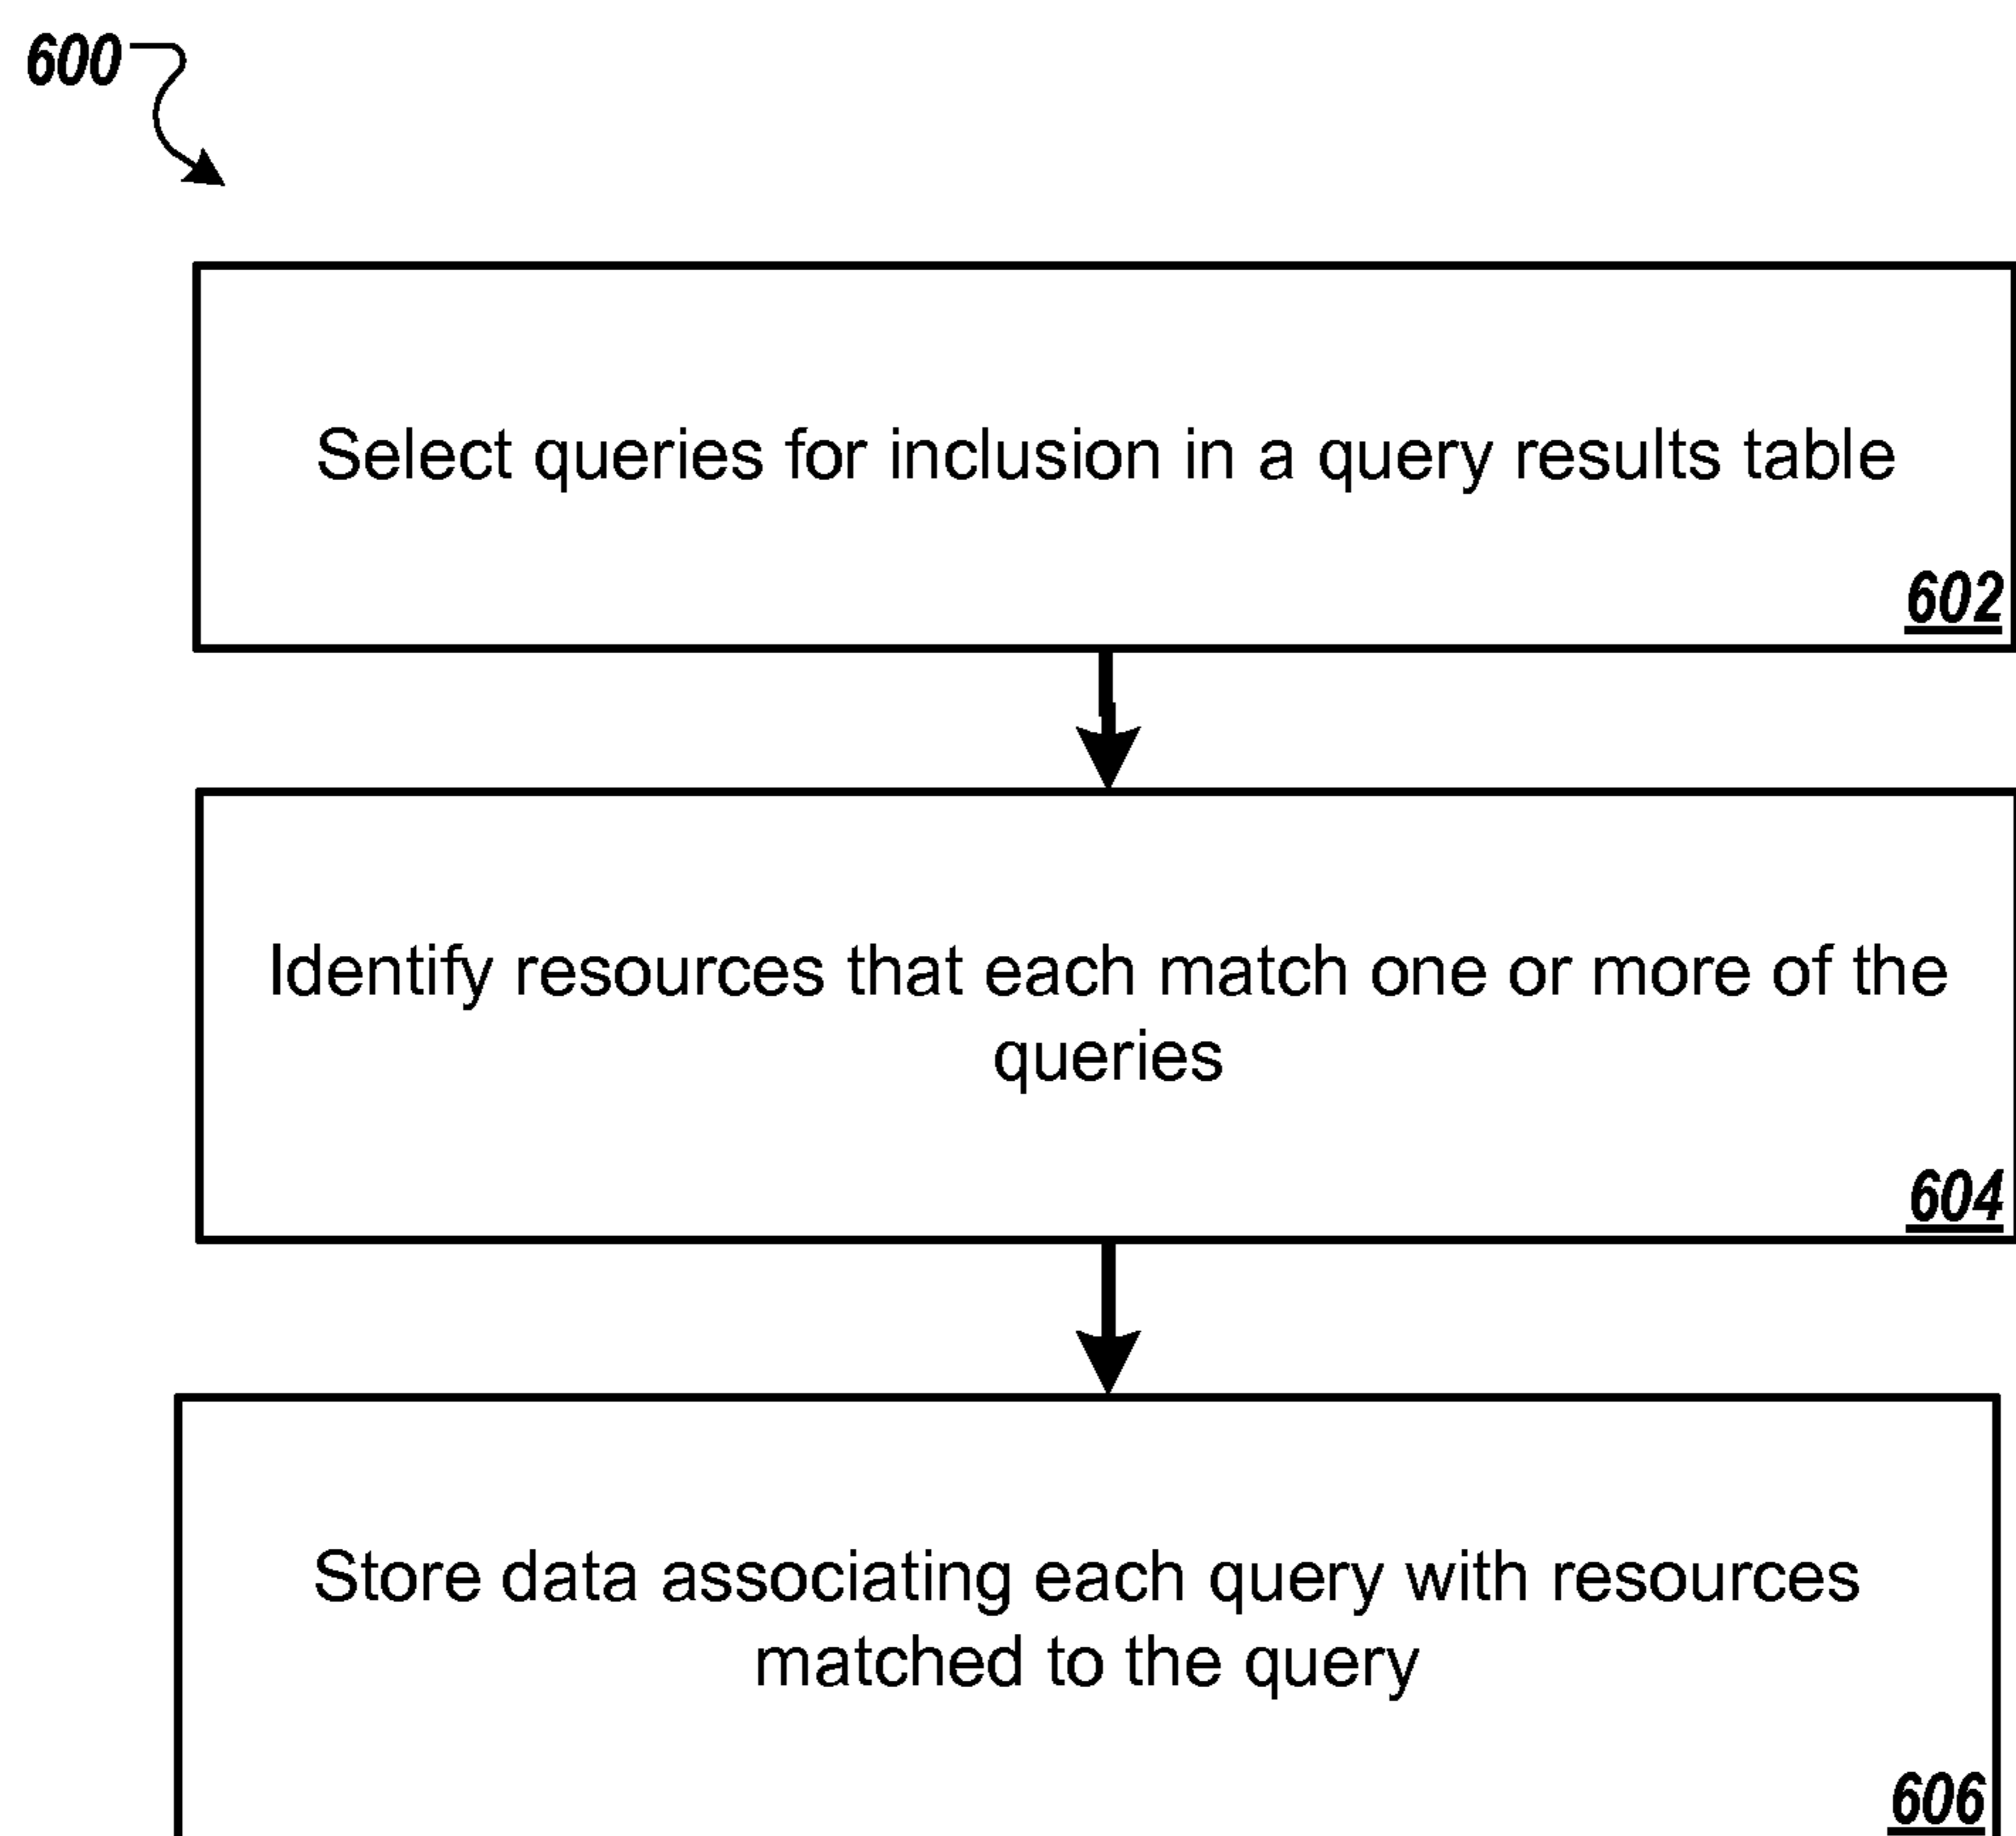 600
Select queries for inclusion in a query results table
602
Identify resources that each match one or more of the
queries
604
Store data associating each query with resources
matched to the query
606